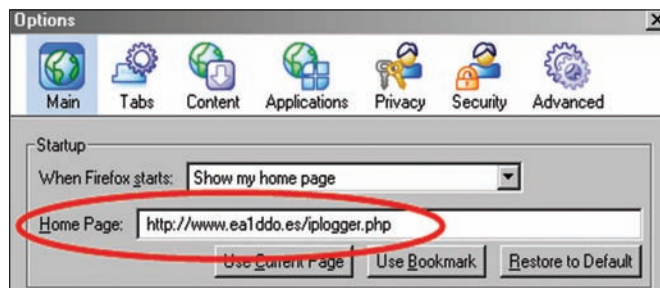 Options
Main Tabs Content Applications Privacy Security Advanced
Startup
When Firefox starts: Show my home page
Home Page: http://www.ea1ddo.es/iplogger.php
Use Current Page Use Bookmark Restore to Default